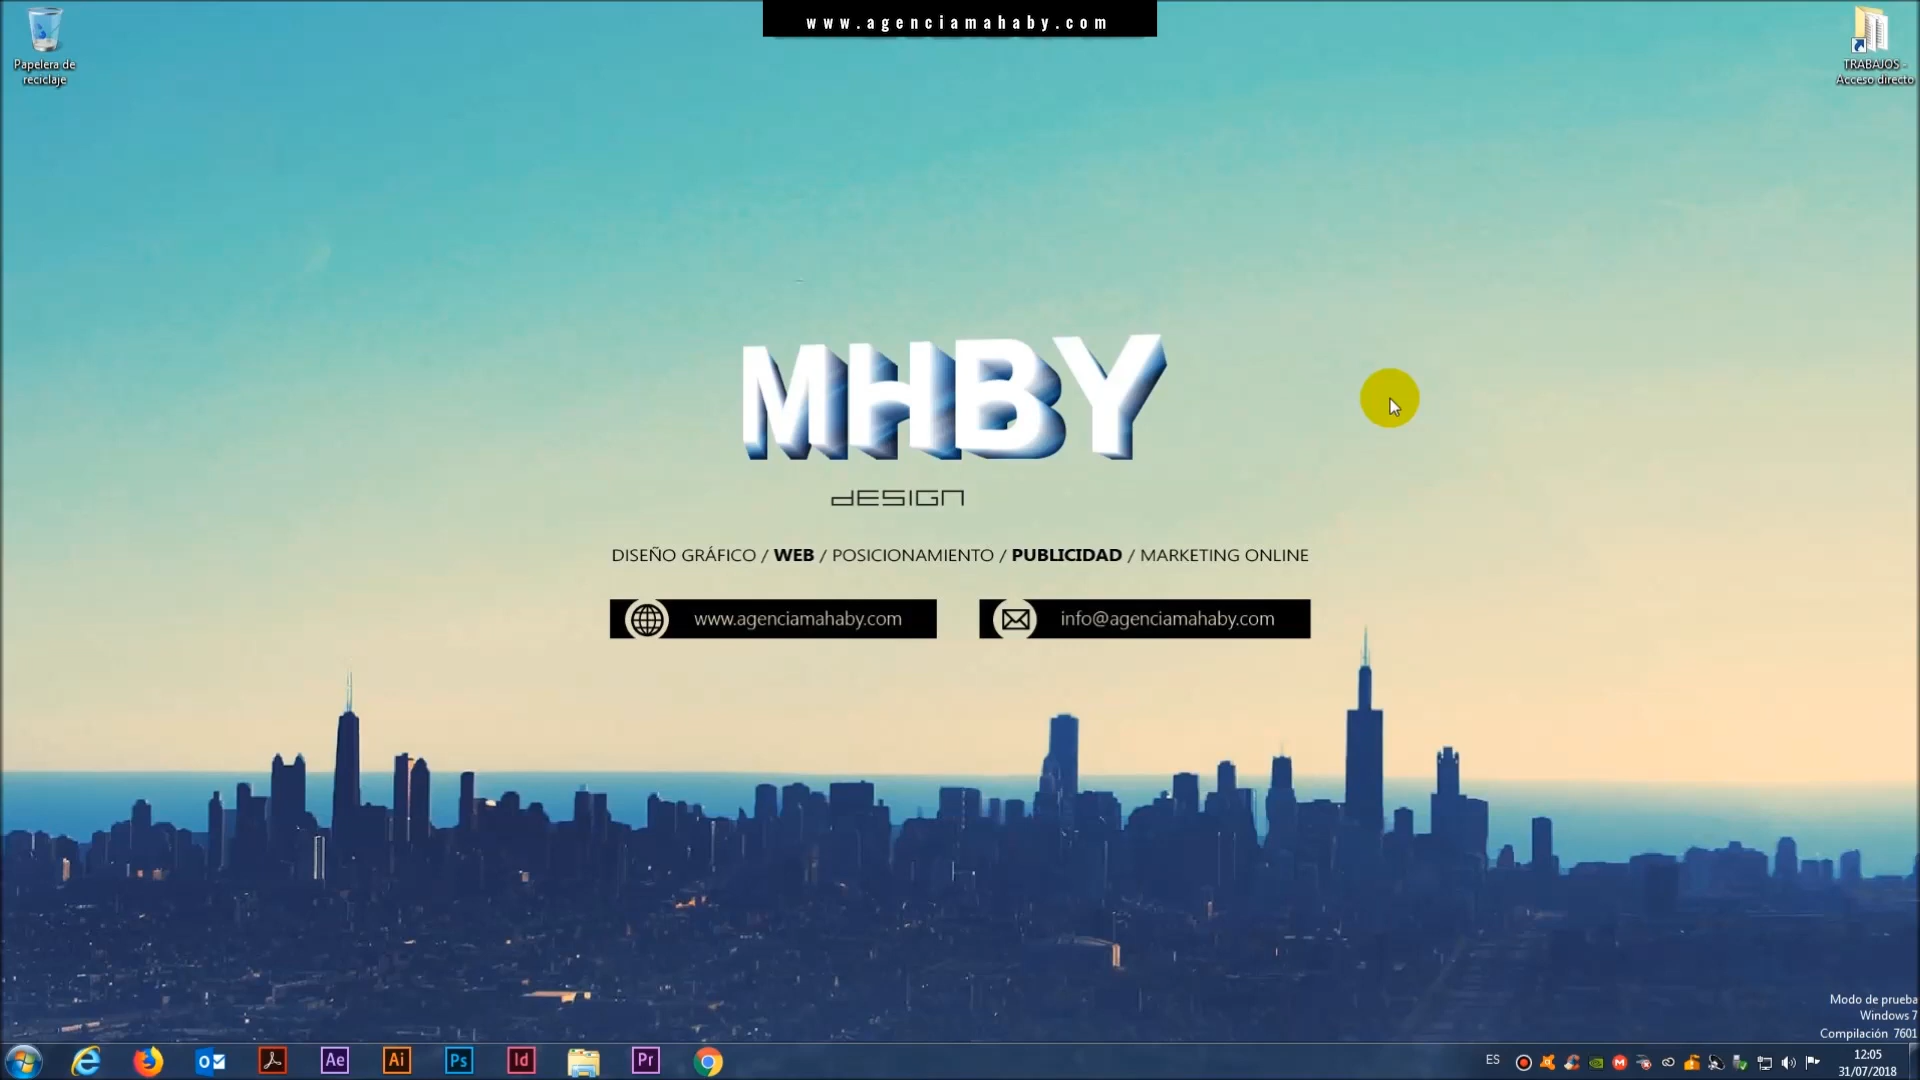 www.agenciamahaby.com
Papelera de
reciclaje
TRABAJOS -
Acceso directo
MHBY
dESIGn
DISEÑO GRÁFICO / WEB / POSICIONAMIENTO / PUBLICIDAD / MARKETING ONLINE
www.agenciamahaby.com
info@agenciamahaby.com
Modo de prueba
Windows 7
Compilación 7601
Ae
Ai
Ps
Id
Pr
ES
12:05
31/07/2018